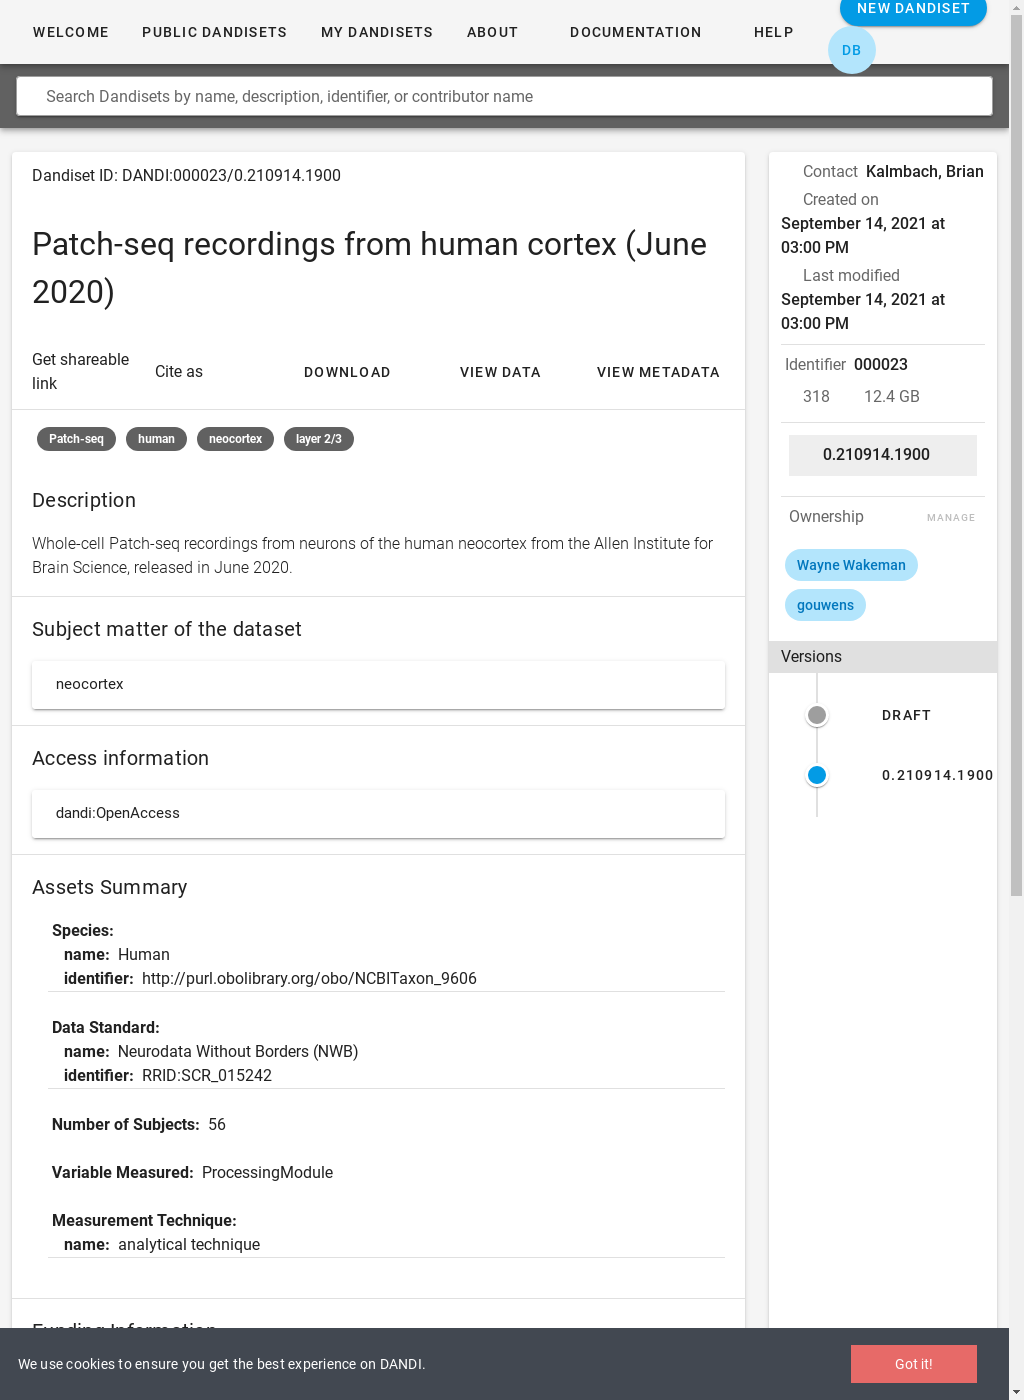 WELCOME PUBLIC DANDISETS MY DANDISETS ABOUT DOCUMENTATION HELP NEW DANDISET
DB
Search Dandisets by name, description, identifier, or contributor name
Dandiset ID: DANDI:000023/0.210914.1900
Patch-seq recordings from human cortex (June
2020)
Get shareable
link
Cite as
DOWNLOAD
VIEW DATA
VIEW METADATA
Patch-seq human neocortex layer 2/3
Description
Whole-cell Patch-seq recordings from neurons of the human neocortex from the Allen Institute for
Brain Science, released in June 2020.
Subject matter of the dataset
neocortex
Access information
dandi:OpenAccess
Assets Summary
Species:
name: Human
identifier: http://purl.obolibrary.org/obo/NCBITaxon_9606
Data Standard:
name: Neurodata Without Borders (NWB)
identifier: RRID:SCR_015242
Number of Subjects: 56
Variable Measured: ProcessingModule
Measurement Technique:
name: analytical technique
Funding Information
Contact Kalmbach, Brian
Created on
September 14, 2021 at
03:00 PM
Last modified
September 14, 2021 at
03:00 PM
Identifier 000023
318 12.4 GB
0.210914.1900
Ownership MANAGE
Wayne Wakeman
gouwens
Versions
DRAFT
0.210914.1900
We use cookies to ensure you get the best experience on DANDI.
Got it!